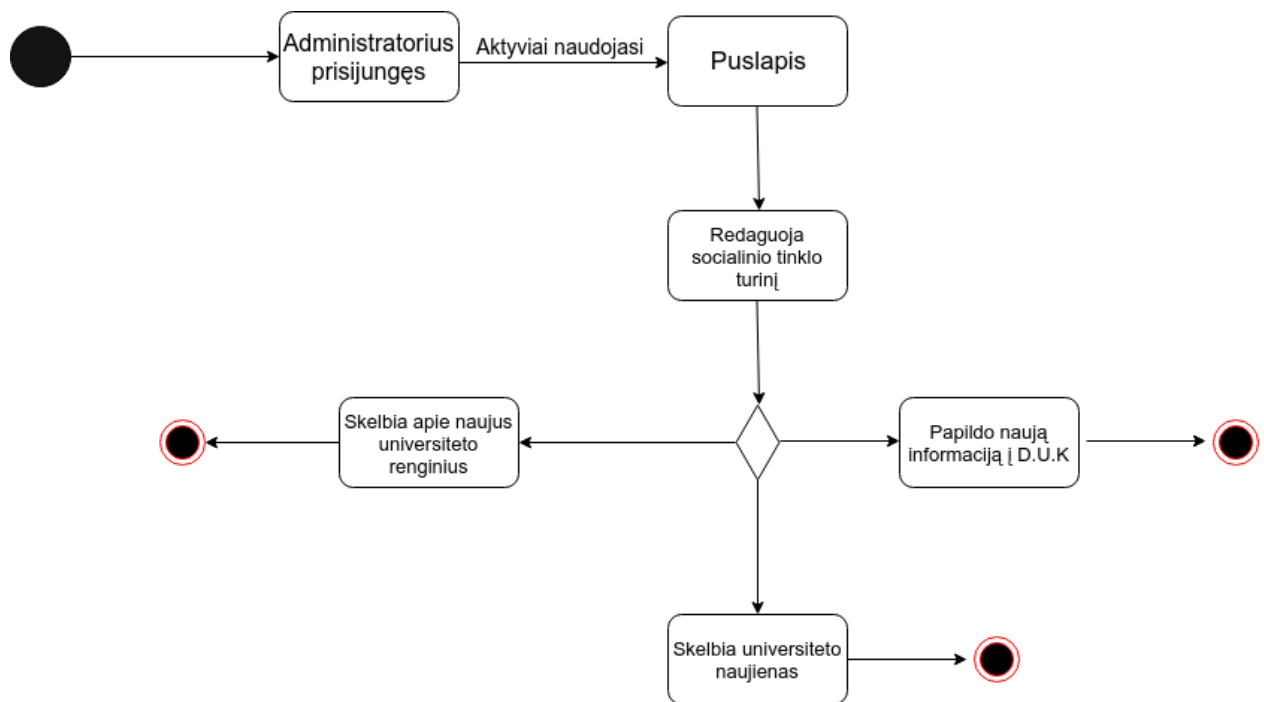 Administratorius
prisijungęs
Aktyviai naudojasi
Puslapis
Redaguoja
socialinio tinklo
turinį
Skelbia apie naujus
universiteto
renginius
Papildo naują
informaciją į D.U.K
Skelbia universiteto
naujienas